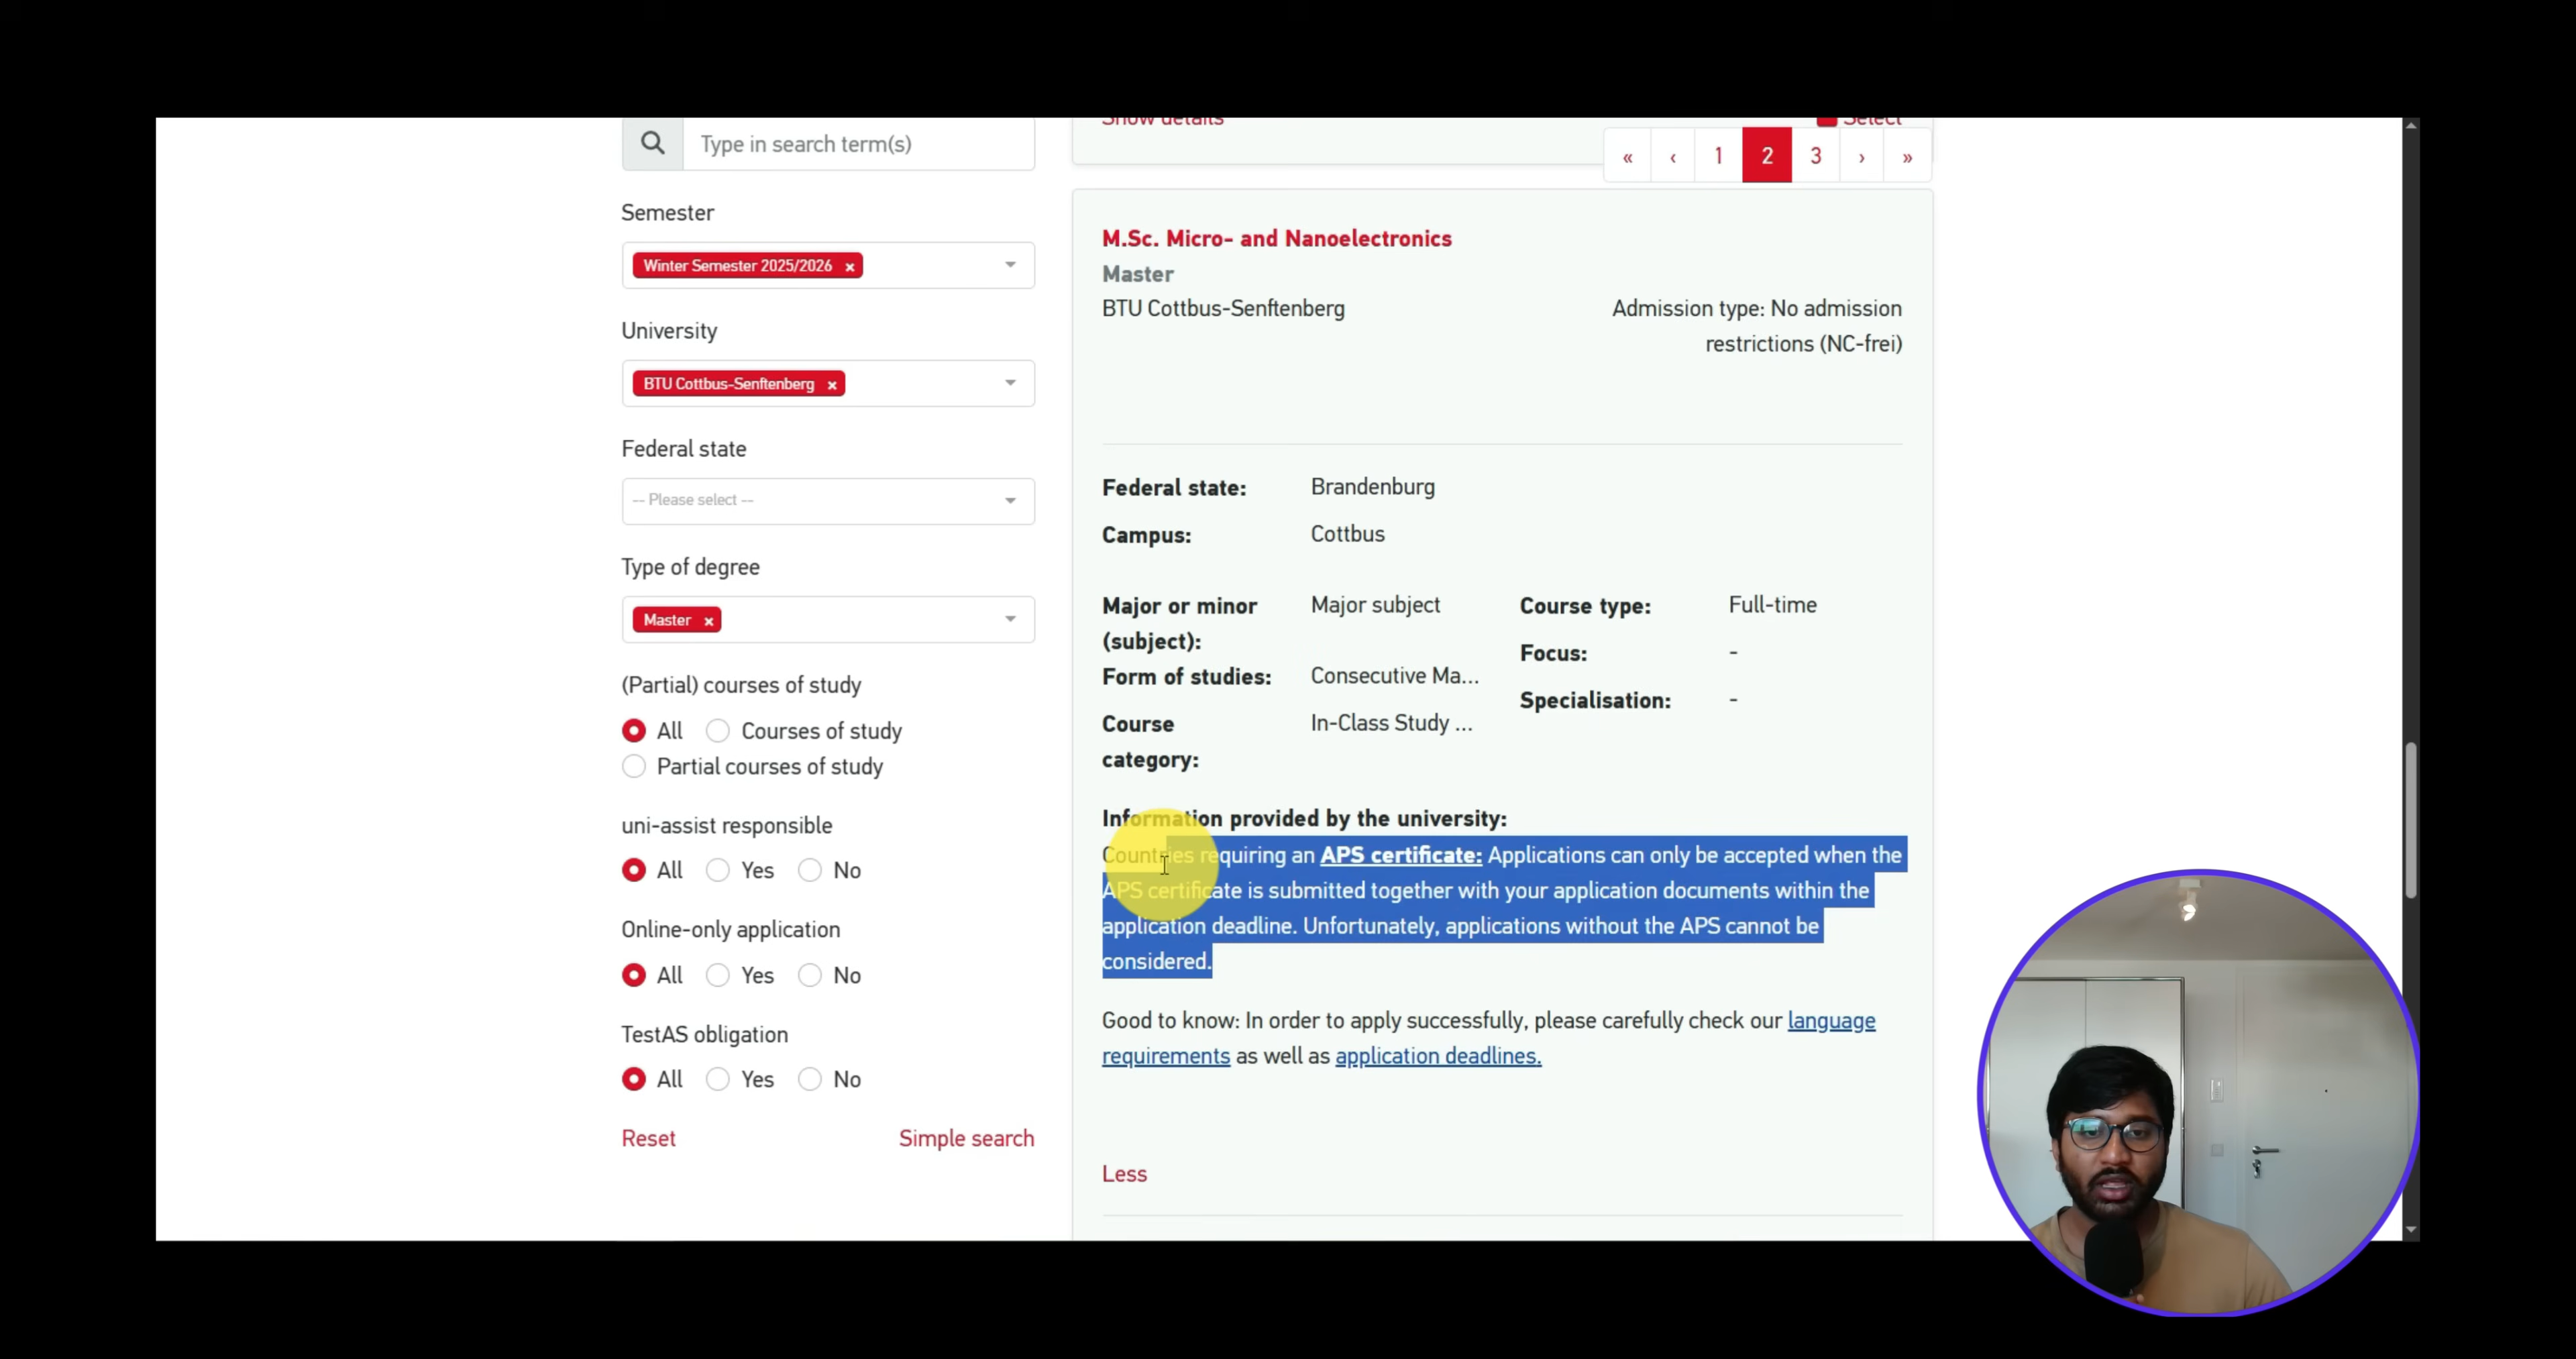 Show details
Select
« ‹ 1 2 3 › »
Type in search term(s)
Semester
Winter Semester 2025/2026 ×
University
BTU Cottbus-Senftenberg ×
Federal state
-- Please select --
Type of degree
Master ×
(Partial) courses of study
All Courses of study
Partial courses of study
uni-assist responsible
All Yes No
Online-only application
All Yes No
TestAS obligation
All Yes No
Reset Simple search
M.Sc. Micro- and Nanoelectronics
Master
BTU Cottbus-Senftenberg
Admission type: No admission
restrictions (NC-frei)
Federal state: Brandenburg
Campus: Cottbus
Major or minor Major subject
(subject):
Form of studies: Consecutive Ma...
Course In-Class Study ...
category:
Course type: Full-time
Focus: -
Specialisation: -
Information provided by the university:
Countries requiring an APS certificate: Applications can only be accepted when the
APS certificate is submitted together with your application documents within the
application deadline. Unfortunately, applications without the APS cannot be
considered.
Good to know: In order to apply successfully, please carefully check our language
requirements as well as application deadlines.
Less